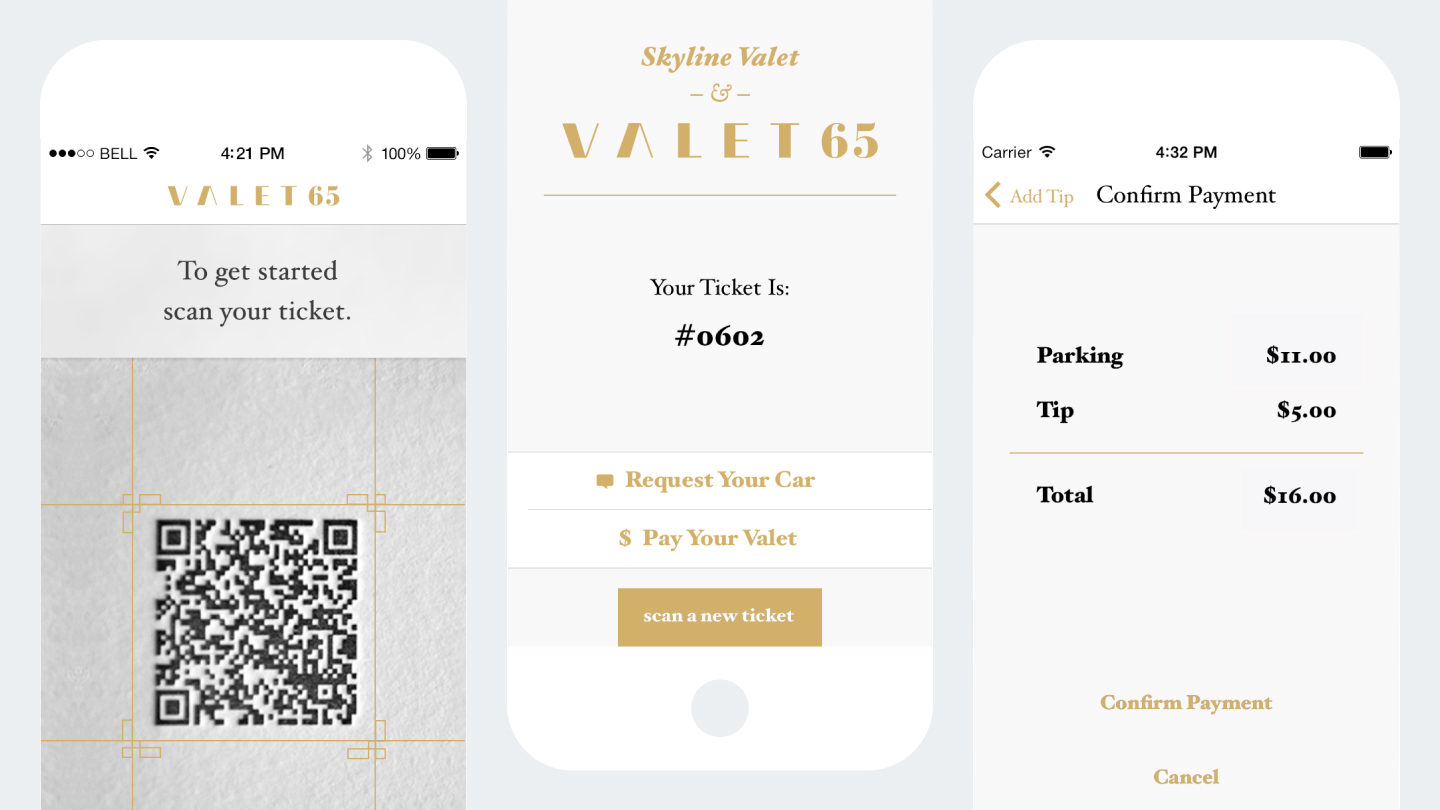 BELL 4:21 PM 100%
VALET 65
To get started
scan your ticket.
Skyline Valet
– & –
VALET 65
Your Ticket Is:
#0602
Request Your Car
$ Pay Your Valet
scan a new ticket
Carrier 4:32 PM
Add Tip Confirm Payment
Parking $11.00
Tip $5.00
Total $16.00
Confirm Payment
Cancel